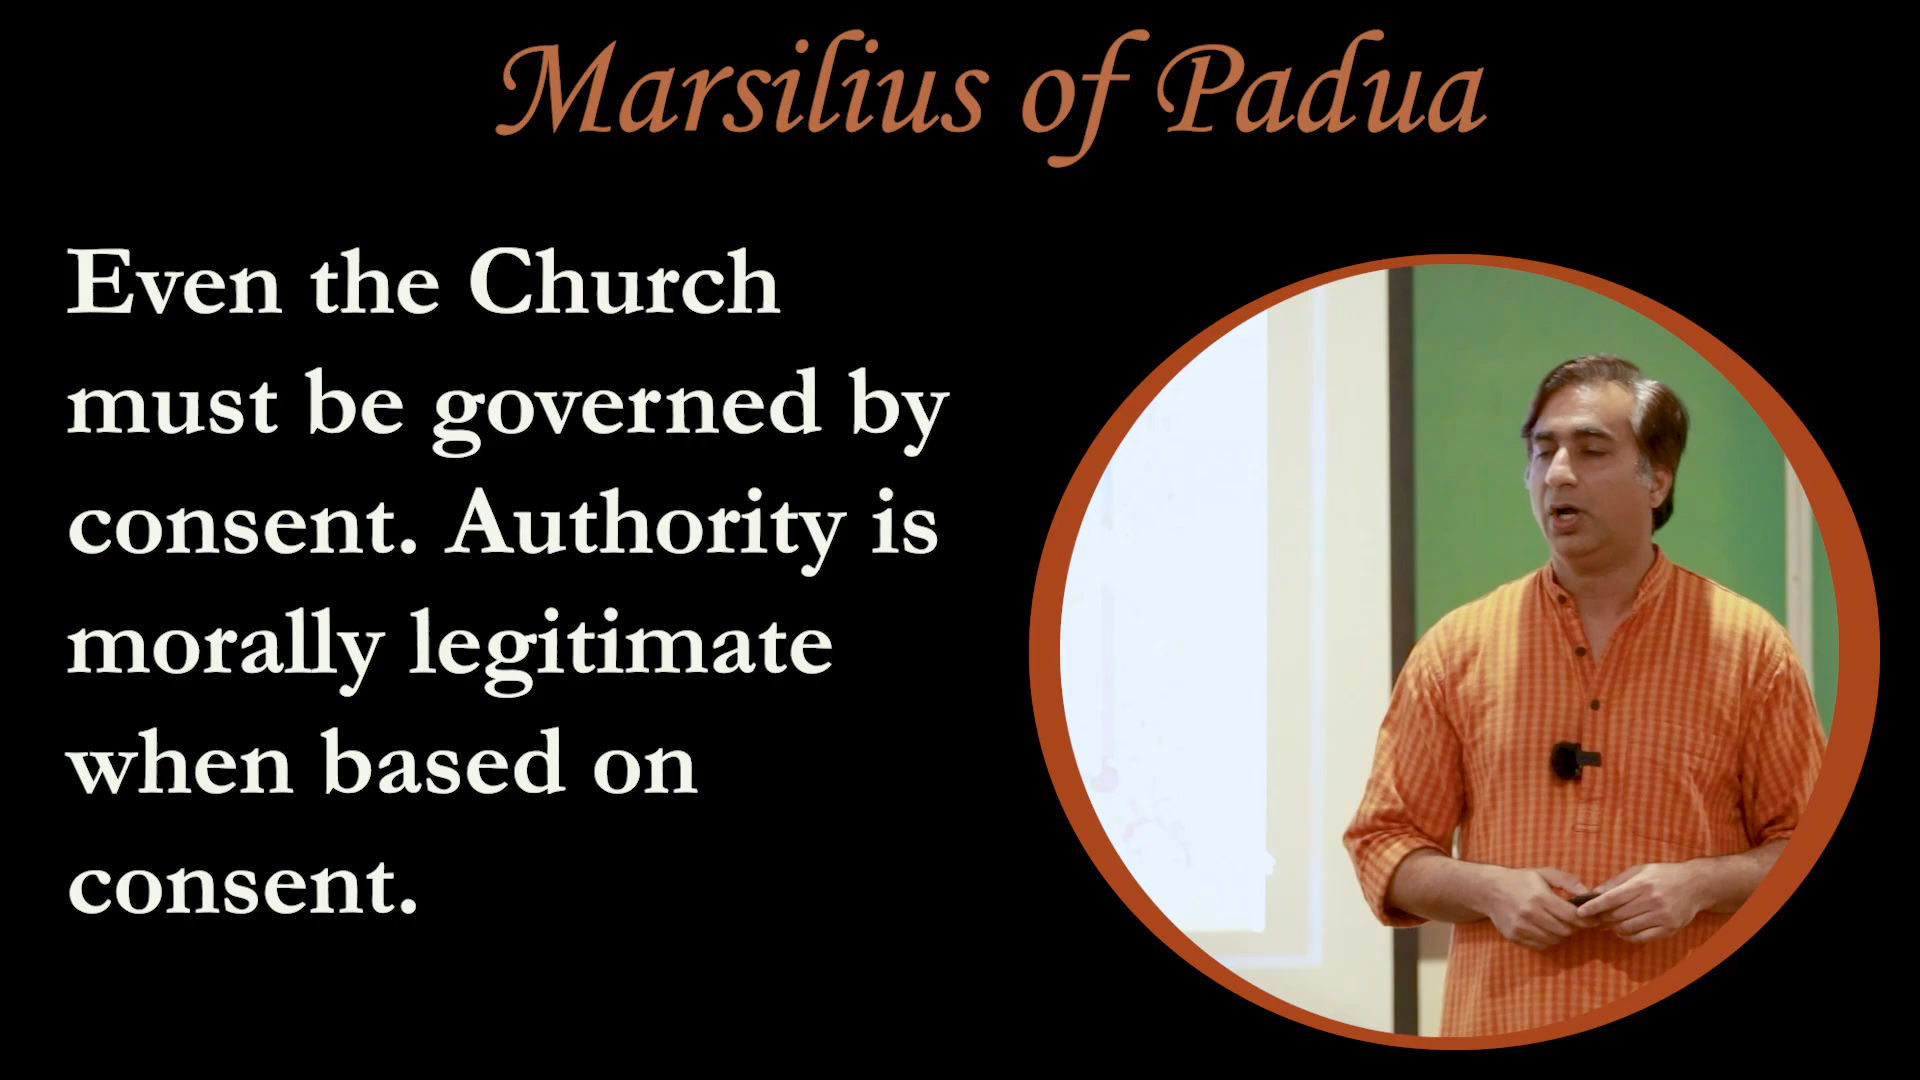 Marsilius of Padua
Even the Church
must be governed by
consent. Authority is
morally legitimate
when based on
consent.